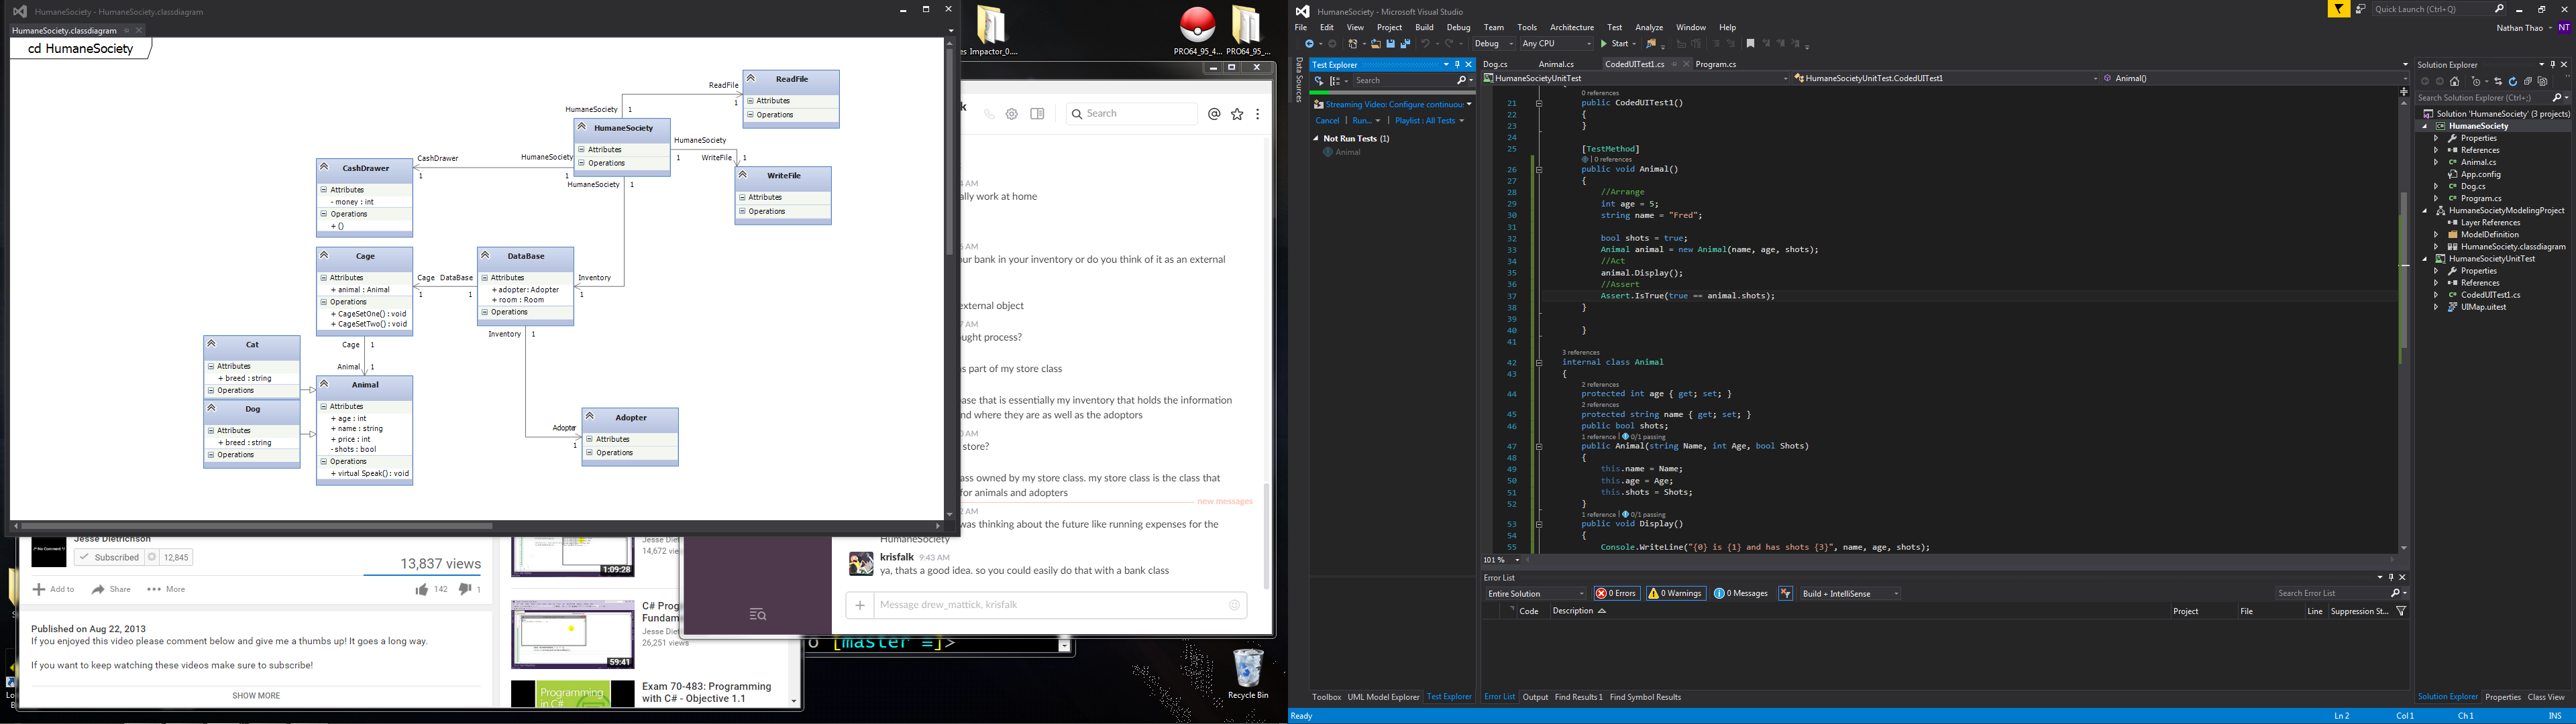 HumaneSociety - HumaneSociety.classdiagram
HumaneSociety.classdiagram
cd HumaneSociety
ReadFile
Attributes
Operations
ReadFile
1
HumaneSociety 1
HumaneSociety
Attributes
Operations
HumaneSociety
1 WriteFile 1
WriteFile
Attributes
Operations
CashDrawer
1
HumaneSociety
1
HumaneSociety
1
CashDrawer
Attributes
- money : int
Operations
+ ()
Cage
Attributes
+ animal : Animal
Operations
+ CageSetOne() : void
+ CageSetTwo() : void
Cage DataBase
1 1
DataBase
Attributes
+ adopter: Adopter
+ room : Room
Operations
Inventory
1
Inventory 1
Cage 1
Animal 1
Cat
Attributes
+ breed : string
Operations
Dog
Attributes
+ breed : string
Operations
Animal
Attributes
+ age : int
+ name : string
+ price : int
- shots : bool
Operations
+ virtual Speak() : void
Adopter
1
Adopter
Attributes
Operations
Jesse Dietrichson
Subscribed 12,845
13,837 views
Add to Share More
142 1
Published on Aug 22, 2013
If you enjoyed this video please comment below and give me a thumbs up! It goes a long way.
If you want to keep watching these videos make sure to subscribe!
SHOW MORE
14,672 views
1:09:28
C# Prog
Fundam
Jesse Diet
26,251 views
59:41
Programming
in C#
Exam 70-483: Programming
with C# - Objective 1.1
es Impactor_0....
PRO64_95_4...
PRO64_95_...
Search
ally work at home
our bank in your inventory or do you think of it as an external
external object
7 AM
ought process?
as part of my store class
base that is essentially my inventory that holds the information
nd where they are as well as the adoptors
0 AM
store?
ass owned by my store class. my store class is the class that
for animals and adopters
new messages
2 AM
was thinking about the future like running expenses for the
HumaneSociety
krisfalk 9:43 AM
ya, thats a good idea. so you could easily do that with a bank class
Message drew_mattick, krisfalk
o [master =]>
Recycle Bin
HumaneSociety - Microsoft Visual Studio
Quick Launch (Ctrl+Q)
File Edit View Project Build Debug Team Tools Architecture Test Analyze Window Help
Nathan Thao NT
Debug Any CPU Start
Data Sources
Test Explorer
Search
Streaming Video: Configure continuous
Cancel Run... Playlist : All Tests
Not Run Tests (1)
Animal
Dog.cs Animal.cs CodedUITest1.cs Program.cs
HumaneSocietyUnitTest HumaneSocietyUnitTest.CodedUITest1 Animal()
0 references
21 public CodedUITest1()
22 {
23 }
24
25 [TestMethod]
0 references
26 public void Animal()
27 {
28 //Arrange
29 int age = 5;
30 string name = "Fred";
31
32 bool shots = true;
33 Animal animal = new Animal(name, age, shots);
34 //Act
35 animal.Display();
36 //Assert
37 Assert.IsTrue(true == animal.shots);
38 }
39
40 }
41
3 references
42 internal class Animal
43 {
2 references
44 protected int age { get; set; }
2 references
45 protected string name { get; set; }
46 public bool shots;
1 reference | 0/1 passing
47 public Animal(string Name, int Age, bool Shots)
48 {
49 this.name = Name;
50 this.age = Age;
51 this.shots = Shots;
52 }
1 reference | 0/1 passing
53 public void Display()
54 {
55 Console.WriteLine("{0} is {1} and has shots {3}", name, age, shots);
101 %
Error List
Entire Solution 0 Errors 0 Warnings 0 Messages Build + IntelliSense
Search Error List
Code Description Project File Line Suppression St...
Toolbox UML Model Explorer Test Explorer
Error List Output Find Results 1 Find Symbol Results
Solution Explorer
Search Solution Explorer (Ctrl+;)
Solution 'HumaneSociety' (3 projects)
HumaneSociety
Properties
References
Animal.cs
App.config
Dog.cs
Program.cs
HumaneSocietyModelingProject
Layer References
ModelDefinition
HumaneSociety.classdiagram
HumaneSocietyUnitTest
Properties
References
CodedUITest1.cs
UIMap.uitest
Solution Explorer Properties Class View
Ready
Ln 2 Col 1 Ch 1 INS